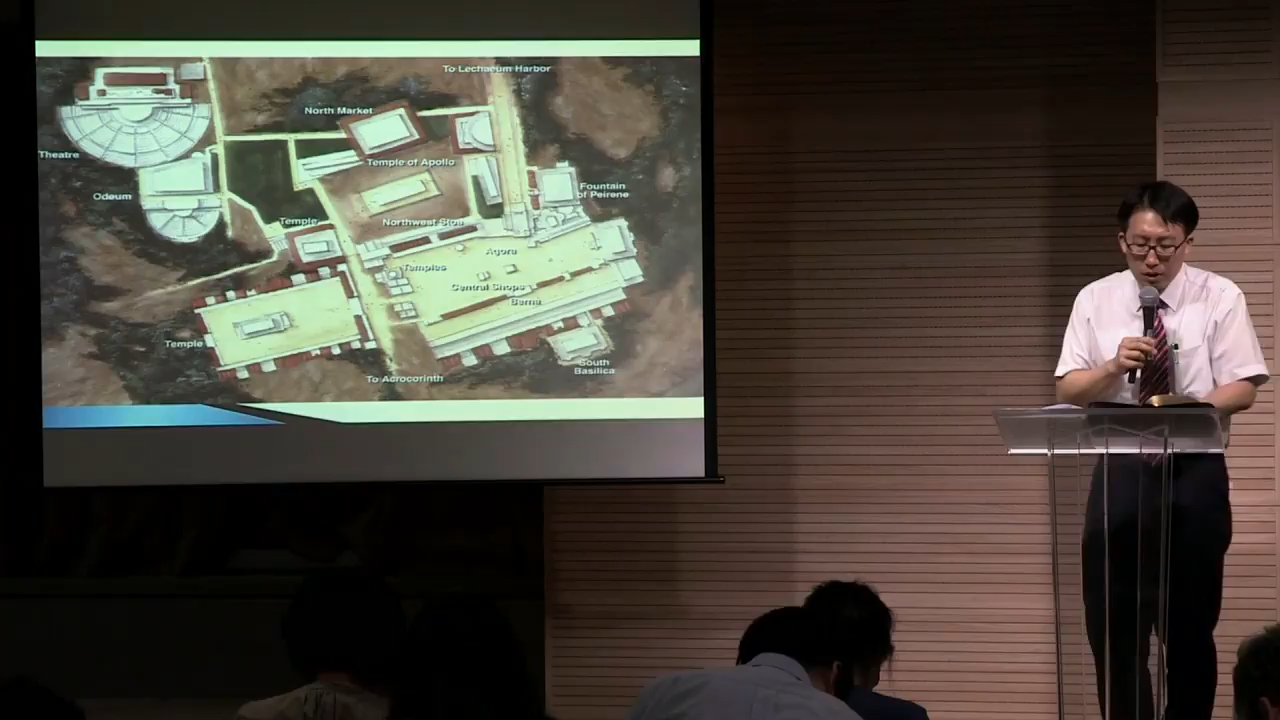 To Lechaeum Harbor
North Market
Theatre
Temple of Apollo
Odeum
Fountain
of Peirene
Temple
Northwest Stoa
Agora
Temples
Central Shops
Bema
Temple
South
Basilica
To Acrocorinth